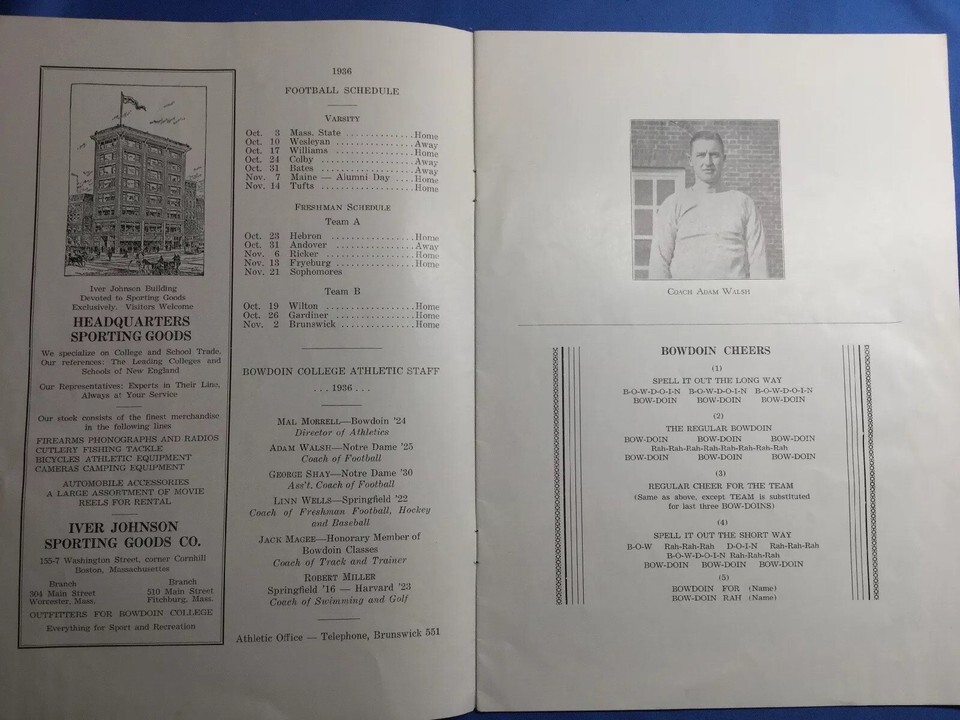 Iver Johnson Building
Devoted to Sporting Goods
Exclusively. Visitors Welcome
HEADQUARTERS
SPORTING GOODS
We specialize on College and School Trade.
Our references: The Leading Colleges and
Schools of New England
Our Representatives: Experts in Their Line,
Always at Your Service
Our stock consists of the finest merchandise
in the following lines
FIREARMS PHONOGRAPHS AND RADIOS
CUTLERY FISHING TACKLE
BICYCLES ATHLETIC EQUIPMENT
CAMERAS CAMPING EQUIPMENT
AUTOMOBILE ACCESSORIES
A LARGE ASSORTMENT OF MOVIE
REELS FOR RENTAL
IVER JOHNSON
SPORTING GOODS CO.
155-7 Washington Street, corner Cornhill
Boston, Massachusetts
Branch Branch
304 Main Street 510 Main Street
Worcester, Mass. Fitchburg, Mass.
OUTFITTERS FOR BOWDOIN COLLEGE
Everything for Sport and Recreation
1936
FOOTBALL SCHEDULE
VARSITY
Oct. 3 Mass. State ..............Home
Oct. 10 Wesleyan .................Away
Oct. 17 Williams .................Home
Oct. 24 Colby ....................Away
Oct. 31 Bates ....................Away
Nov. 7 Maine — Alumni Day ....Home
Nov. 14 Tufts ....................Home
FRESHMAN SCHEDULE
Team A
Oct. 23 Hebron ..................Home
Oct. 31 Andover .................Away
Nov. 6 Ricker ...................Home
Nov. 13 Fryeburg ................Home
Nov. 21 Sophomores
Team B
Oct. 19 Wilton ..................Home
Oct. 26 Gardiner ................Home
Nov. 2 Brunswick ...............Home
BOWDOIN COLLEGE ATHLETIC STAFF
. . . 1936 . . .
MAL MORRELL—Bowdoin '24
Director of Athletics
ADAM WALSH—Notre Dame '25
Coach of Football
GEORGE SHAY—Notre Dame '30
Ass't. Coach of Football
LINN WELLS—Springfield '22
Coach of Freshman Football, Hockey
and Baseball
JACK MAGEE—Honorary Member of
Bowdoin Classes
Coach of Track and Trainer
ROBERT MILLER
Springfield '16 — Harvard '23
Coach of Swimming and Golf
Athletic Office — Telephone, Brunswick 551
COACH ADAM WALSH
BOWDOIN CHEERS
(1)
SPELL IT OUT THE LONG WAY
B-O-W-D-O-I-N B-O-W-D-O-I-N B-O-W-D-O-I-N
BOW-DOIN BOW-DOIN BOW-DOIN
(2)
THE REGULAR BOWDOIN
BOW-DOIN BOW-DOIN BOW-DOIN
Rah-Rah-Rah-Rah-Rah-Rah-Rah-Rah
BOW-DOIN BOW-DOIN BOW-DOIN
(3)
REGULAR CHEER FOR THE TEAM
(Same as above, except TEAM is substituted
for last three BOW-DOINS)
(4)
SPELL IT OUT THE SHORT WAY
B-O-W Rah-Rah-Rah D-O-I-N Rah-Rah-Rah
B-O-W-D-O-I-N Rah-Rah-Rah
BOW-DOIN BOW-DOIN BOW-DOIN
(5)
BOWDOIN FOR (Name)
BOW-DOIN RAH (Name)